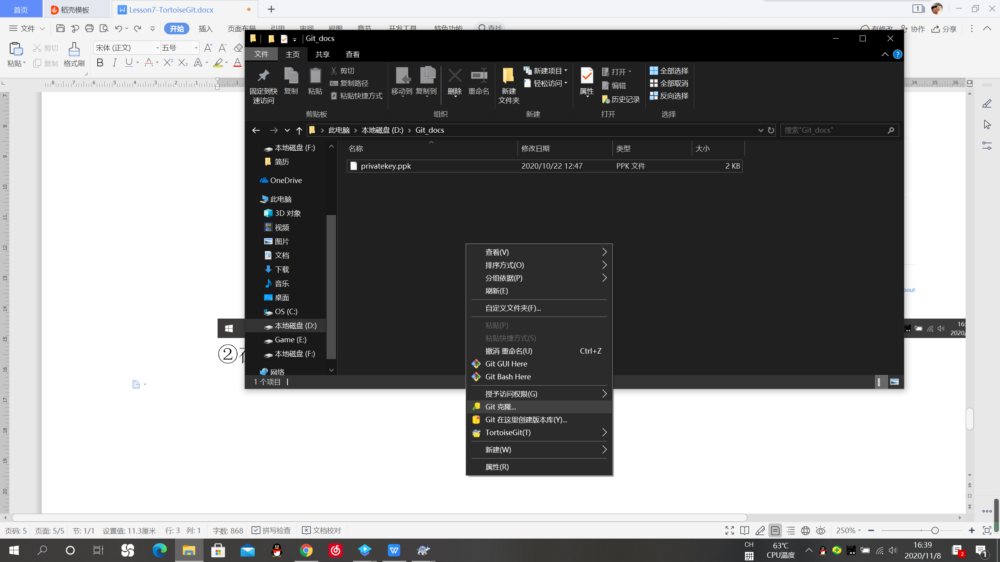 首页
稻壳模板
Lesson7-TortoiseGit.docx
1
文件
开始
插入
页面布局
引用
审阅
视图
章节
开发工具
特色功能
查找
有修改
协作
分享
粘贴
剪切
复制
格式刷
宋体 (正文)
五号
Git_docs
文件
主页
共享
查看
固定到快速访问
复制
粘贴
剪切
复制路径
粘贴快捷方式
剪贴板
移动到
复制到
删除
重命名
组织
新建文件夹
新建项目
轻松访问
新建
属性
打开
编辑
历史记录
打开
全部选择
全部取消
反向选择
选择
此电脑
本地磁盘 (D:)
Git_docs
搜索"Git_docs"
本地磁盘 (F:)
简历
OneDrive
此电脑
3D 对象
视频
图片
文档
下载
音乐
桌面
OS (C:)
本地磁盘 (D:)
Game (E:)
本地磁盘 (F:)
网络
名称 修改日期 类型 大小
privatekey.ppk 2020/10/22 12:47 PPK 文件 2 KB
1 个项目
查看(V)
排序方式(O)
分组依据(P)
刷新(E)
自定义文件夹(F)...
粘贴(P)
粘贴快捷方式(S)
撤消 重命名(U) Ctrl+Z
Git GUI Here
Git Bash Here
授予访问权限(G)
Git 克隆...
Git 在这里创建版本库(Y)...
TortoiseGit(T)
新建(W)
属性(R)
bout
16:
2020/
②在
页码: 5 页面: 5/5 节: 1/1 设置值: 11.3厘米 行: 3 列: 1 字数: 868 拼写检查 文档校对
250%
CH
拼
63℃
CPU温度
16:39
2020/11/8
2
1